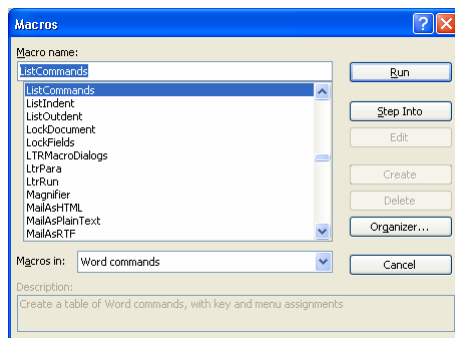 Macros
Macro name:
ListCommands
Run
ListCommands
ListIndent
ListOutdent
LockDocument
LockFields
LTRMacroDialogs
LtrPara
LtrRun
Magnifier
MailAsHTML
MailAsPlainText
MailAsRTF
Step Into
Edit
Create
Delete
Organizer...
Macros in: Word commands
Cancel
Description:
Create a table of Word commands, with key and menu assignments